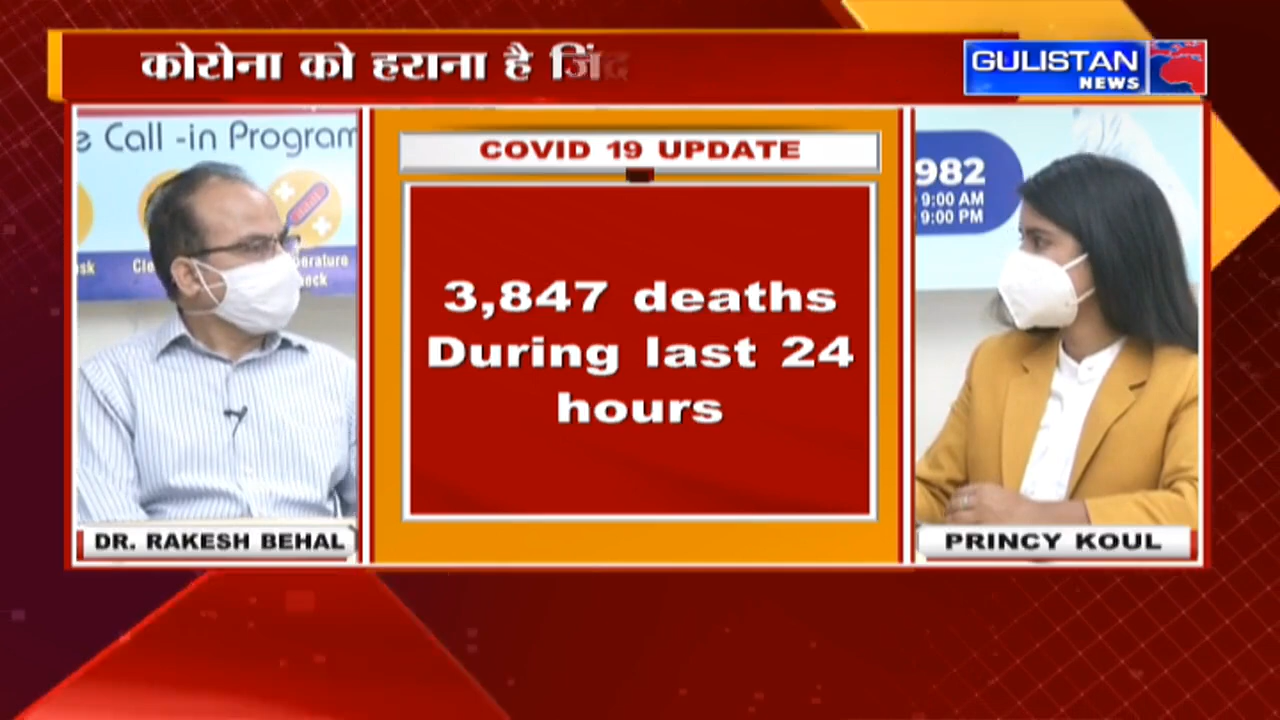 कोरोना को हराना है
GULISTAN
NEWS
Call -in Program
COVID 19 UPDATE
982
9:00 AM
9:00 PM
3,847 deaths
During last 24
hours
DR. RAKESH BEHAL
PRINCY KOUL